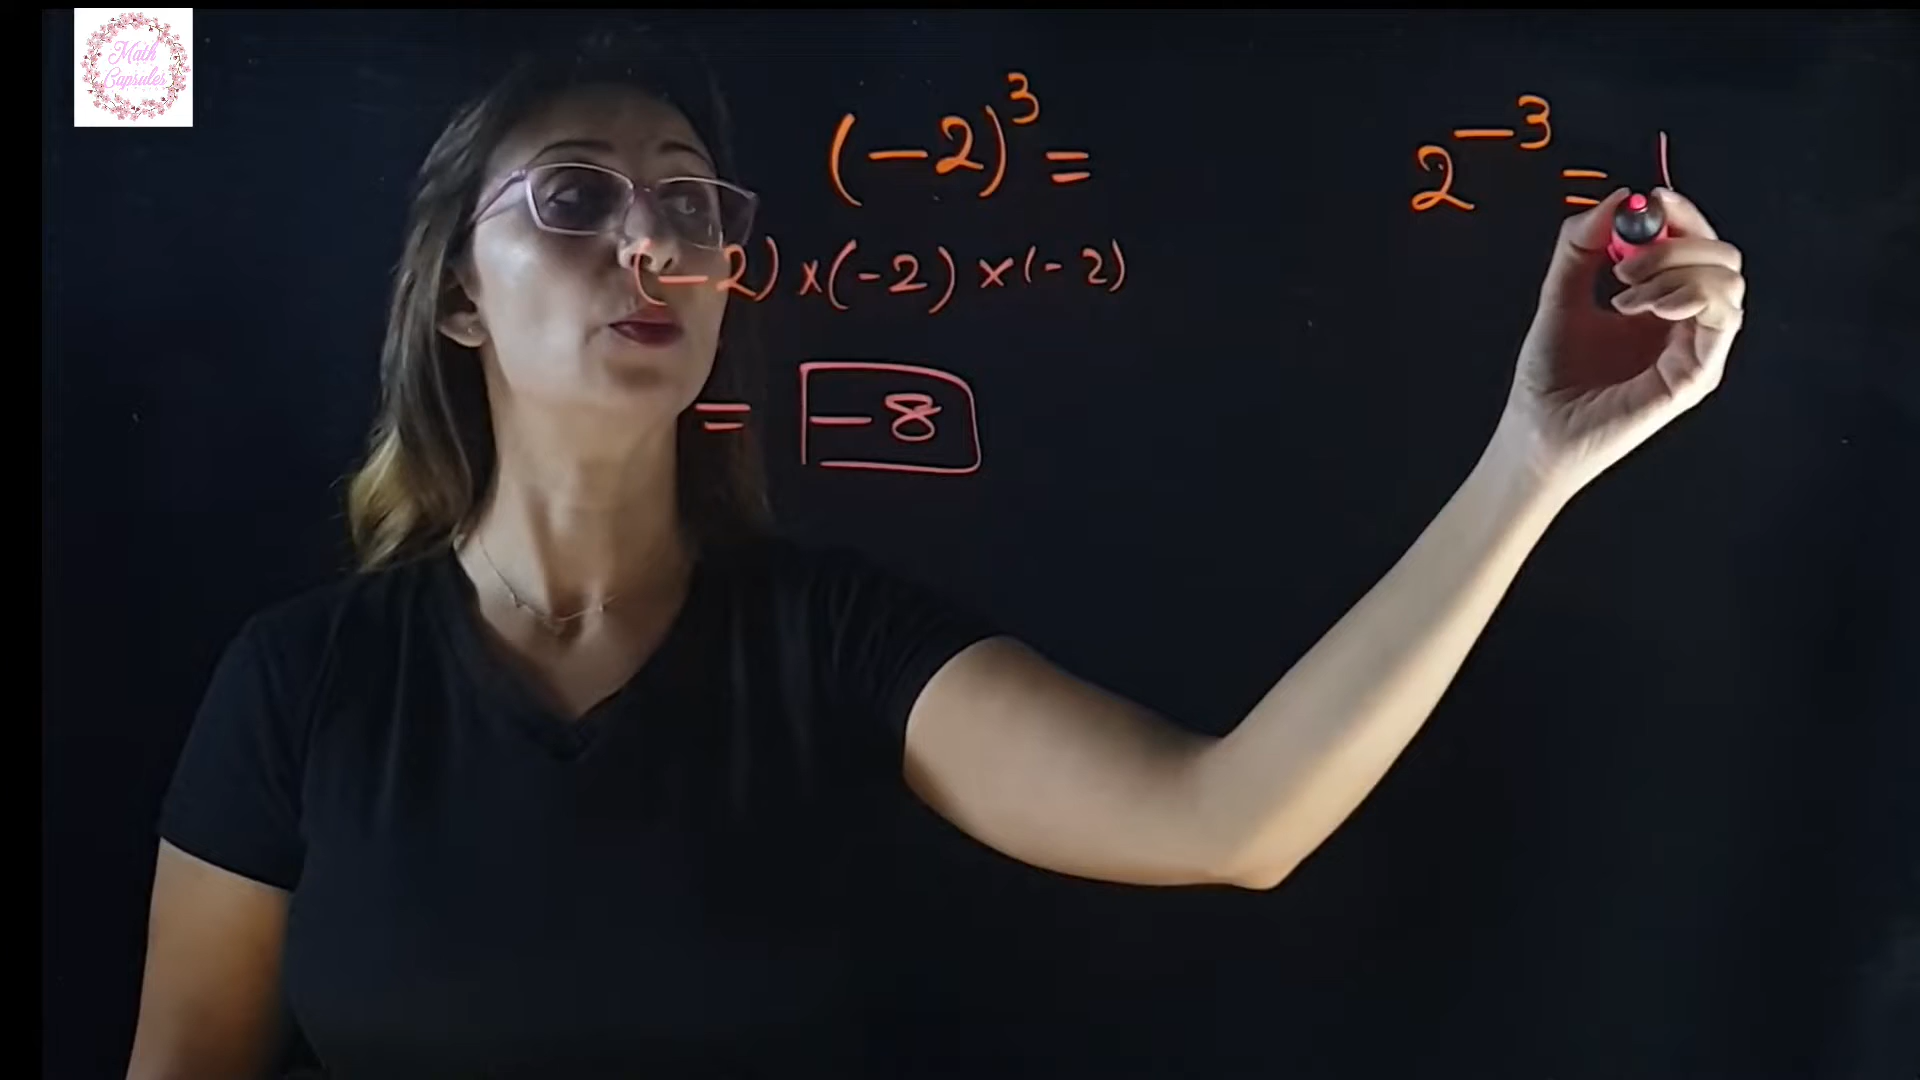 Math
Capsules
(-2)³ =
(-2) × (-2) × (-2)
= -8
2⁻³ = 1